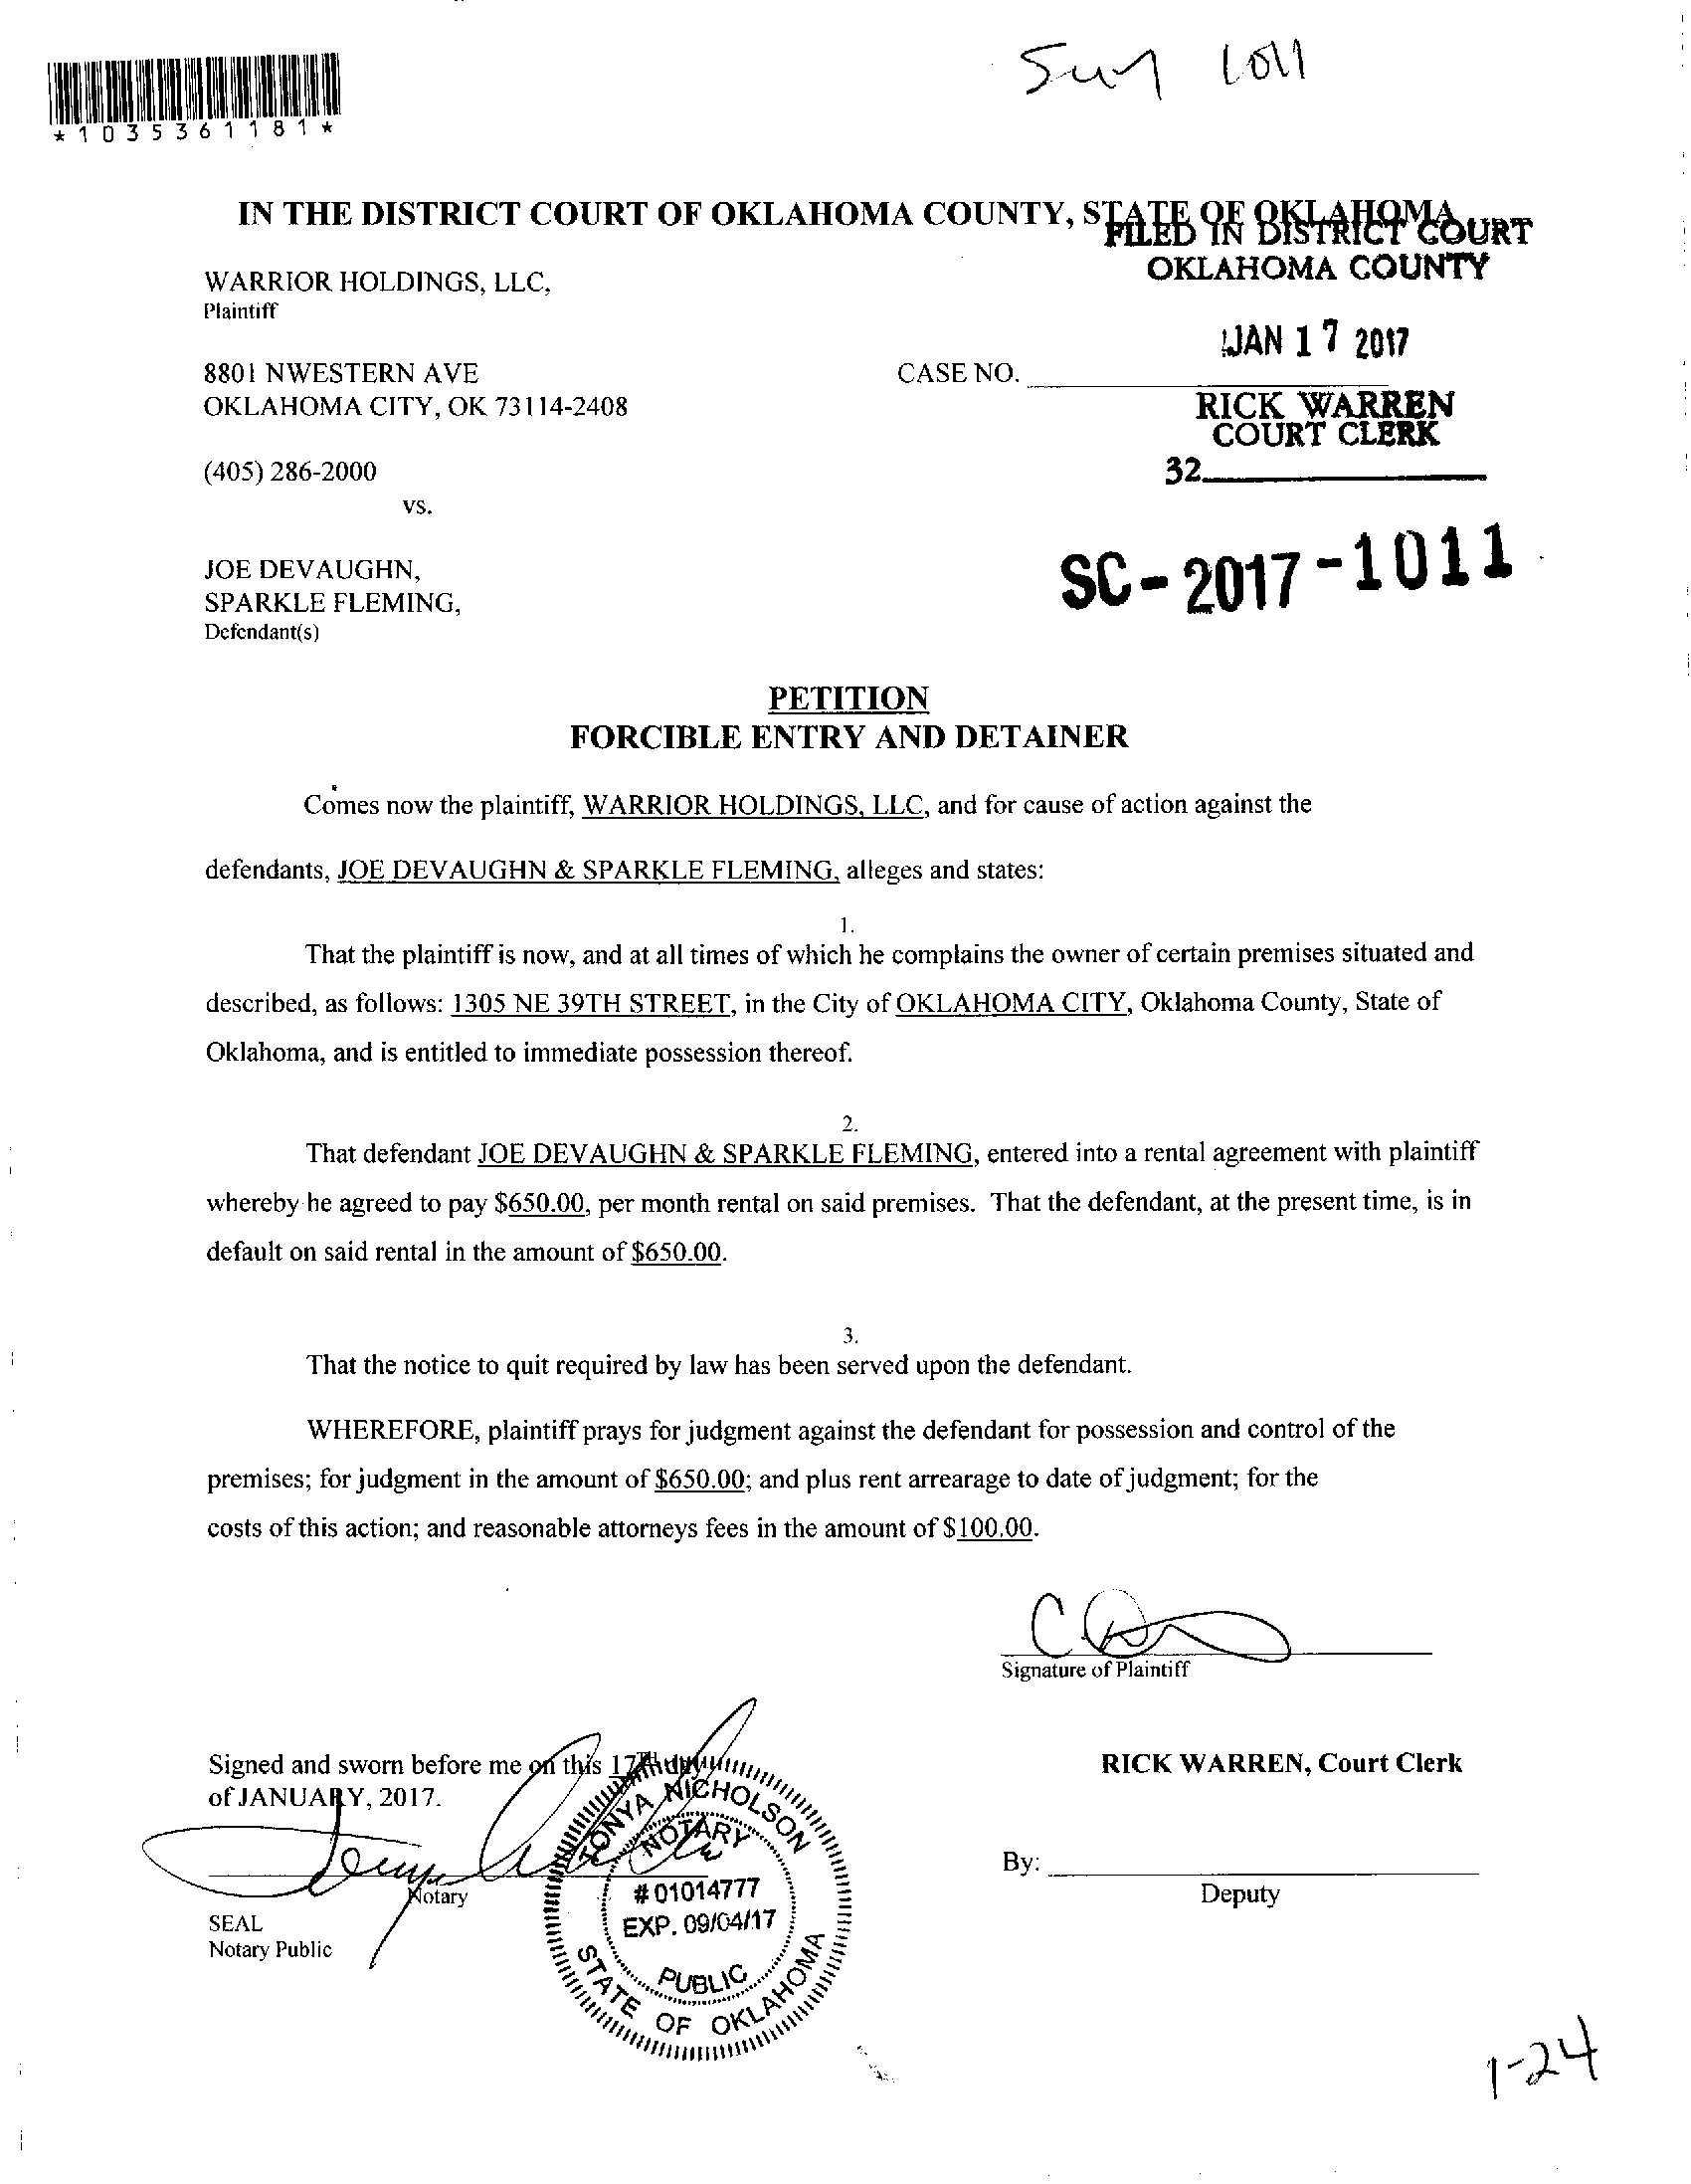 *1035361181*
1011
IN THE DISTRICT COURT OF OKLAHOMA COUNTY, STATE OF OKLAHOMA
FILED IN DISTRICT COURT
OKLAHOMA COUNTY
WARRIOR HOLDINGS, LLC,
Plaintiff
JAN 17 2017
8801 NWESTERN AVE
CASE NO.
OKLAHOMA CITY, OK 73114-2408
RICK WARREN
COURT CLERK
(405) 286-2000
32
vs.
JOE DEVAUGHN,
SC-2017-1011
SPARKLE FLEMING,
Defendant(s)
PETITION
FORCIBLE ENTRY AND DETAINER
Comes now the plaintiff, WARRIOR HOLDINGS, LLC, and for cause of action against the
defendants, JOE DEVAUGHN & SPARKLE FLEMING, alleges and states:
1.
That the plaintiff is now, and at all times of which he complains the owner of certain premises situated and
described, as follows: 1305 NE 39TH STREET, in the City of OKLAHOMA CITY, Oklahoma County, State of
Oklahoma, and is entitled to immediate possession thereof.
2.
That defendant JOE DEVAUGHN & SPARKLE FLEMING, entered into a rental agreement with plaintiff
whereby he agreed to pay $650.00, per month rental on said premises. That the defendant, at the present time, is in
default on said rental in the amount of $650.00.
3.
That the notice to quit required by law has been served upon the defendant.
WHEREFORE, plaintiff prays for judgment against the defendant for possession and control of the
premises; for judgment in the amount of $650.00; and plus rent arrearage to date of judgment; for the
costs of this action; and reasonable attorneys fees in the amount of $100.00.
Signature of Plaintiff
Signed and sworn before me on this 17th day
of JANUARY, 2017.
RICK WARREN, Court Clerk
TONYA NICHOLSON
NOTARY
# 01014777
EXP. 09/04/17
PUBLIC
STATE OF OKLAHOMA
Notary
By:
Deputy
SEAL
Notary Public
1-24